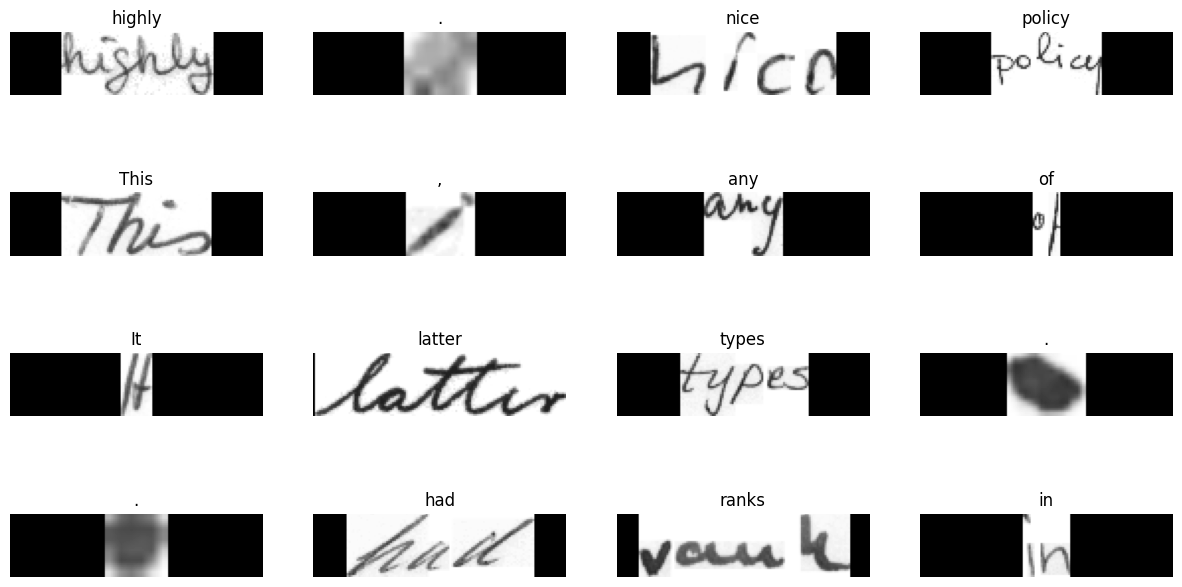 highly . nice policy
highly . nice policy
This , any of
This , any of
It latter types .
It latter types .
. had ranks in
. had rank in